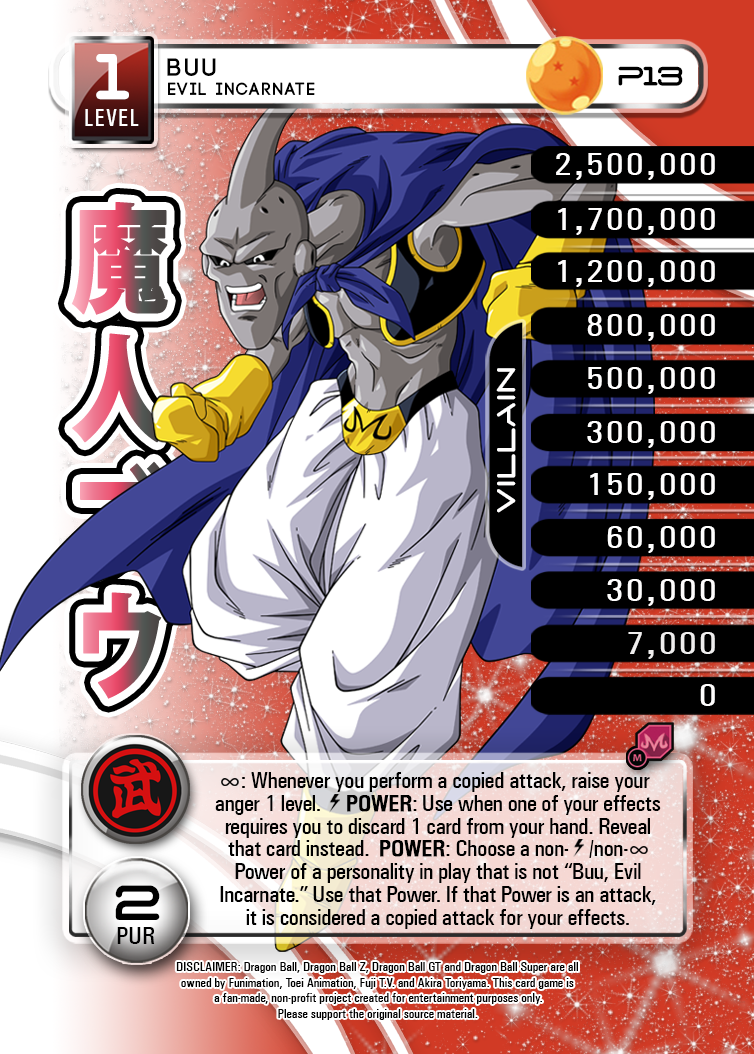 1
LEVEL
BUU
EVIL INCARNATE
P13
2,500,000
1,700,000
1,200,000
800,000
500,000
300,000
150,000
60,000
30,000
7,000
0
VILLAIN
魔
人
ブ
ウ
M
武
2
PUR
∞: Whenever you perform a copied attack, raise your
anger 1 level. ⚡ POWER: Use when one of your effects
requires you to discard 1 card from your hand. Reveal
that card instead. POWER: Choose a non-⚡/non-∞
Power of a personality in play that is not “Buu, Evil
Incarnate.” Use that Power. If that Power is an attack,
it is considered a copied attack for your effects.
DISCLAIMER: Dragon Ball, Dragon Ball Z, Dragon Ball GT and Dragon Ball Super are all
owned by Funimation, Toei Animation, Fuji T.V. and Akira Toriyama. This card game is
a fan-made, non-profit project created for entertainment purposes only.
Please support the original source material.